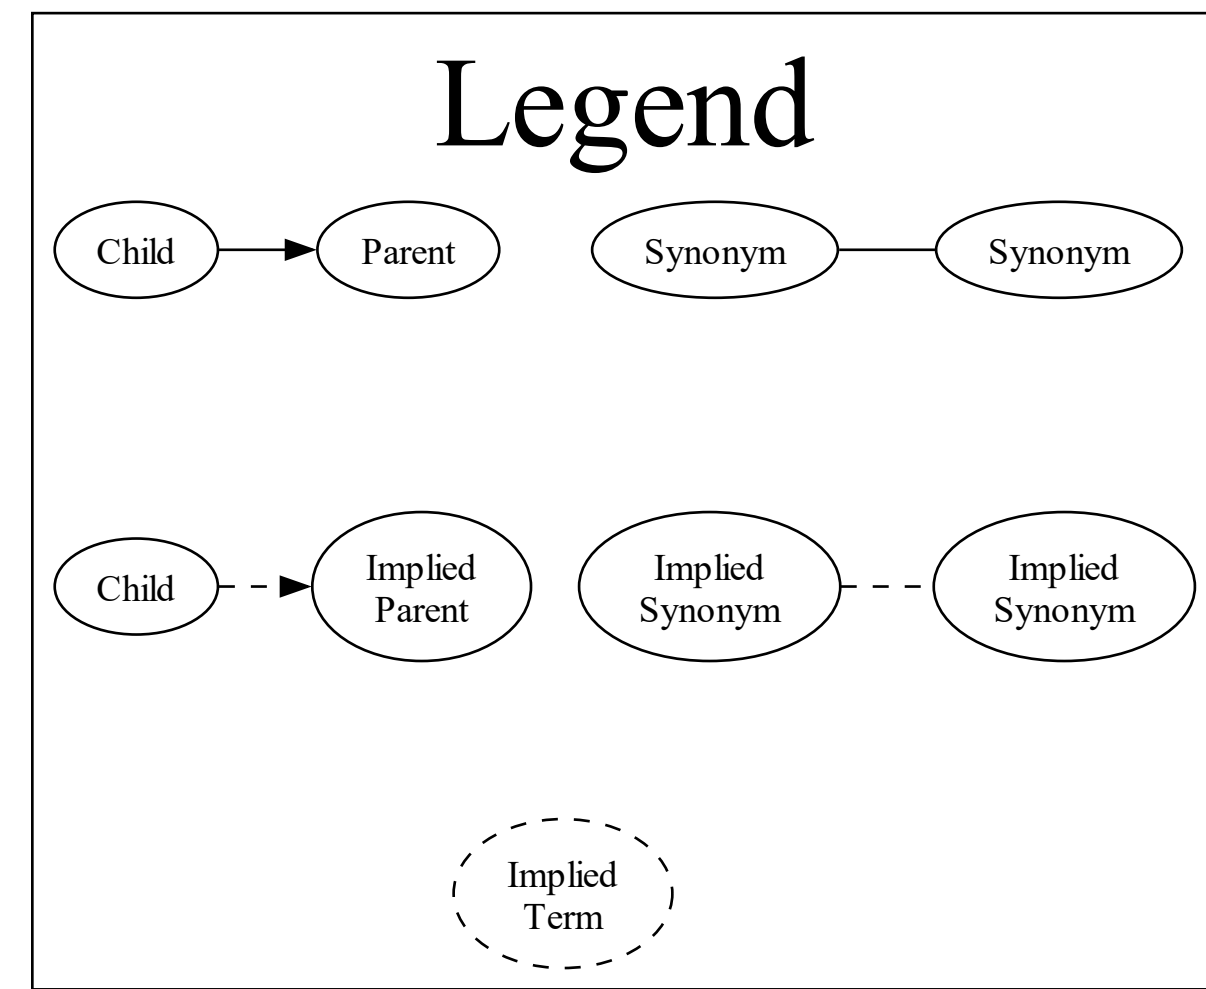 Legend
Child
Parent
Synonym
Synonym
Child
Implied
Parent
Implied
Synonym
Implied
Synonym
Implied
Term